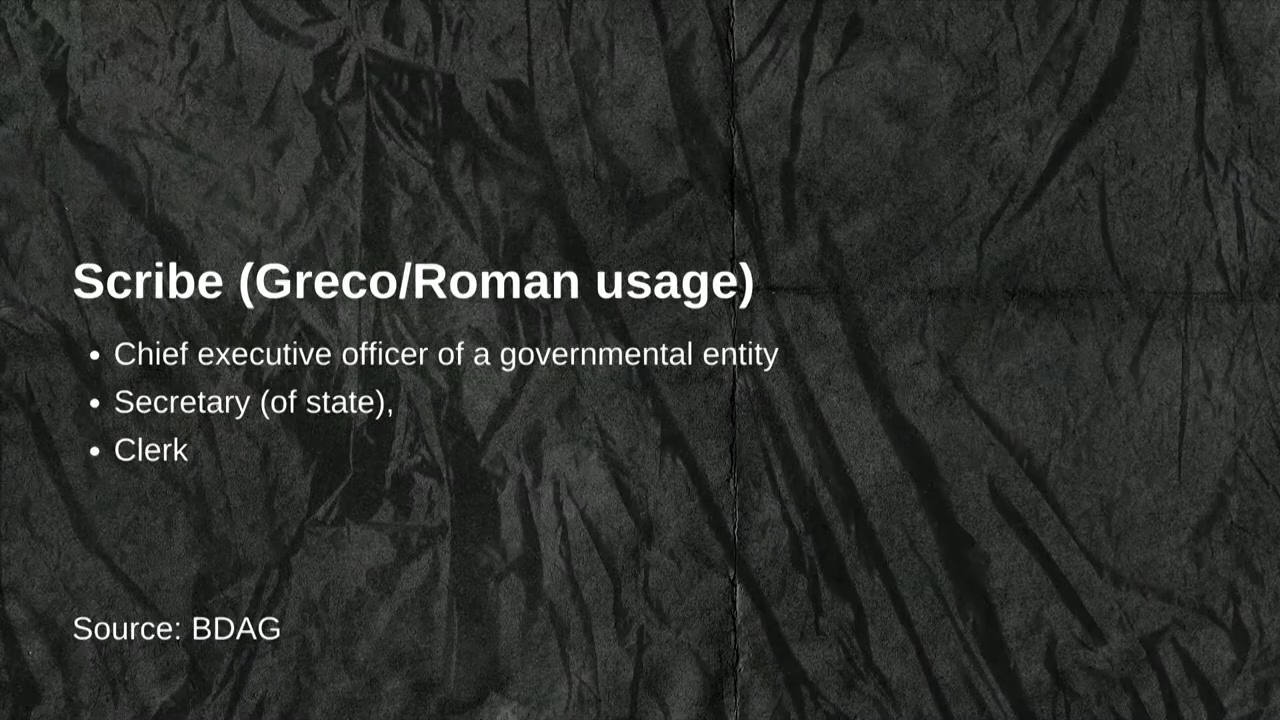 Scribe (Greco/Roman usage)
• Chief executive officer of a governmental entity
• Secretary (of state),
• Clerk
Source: BDAG